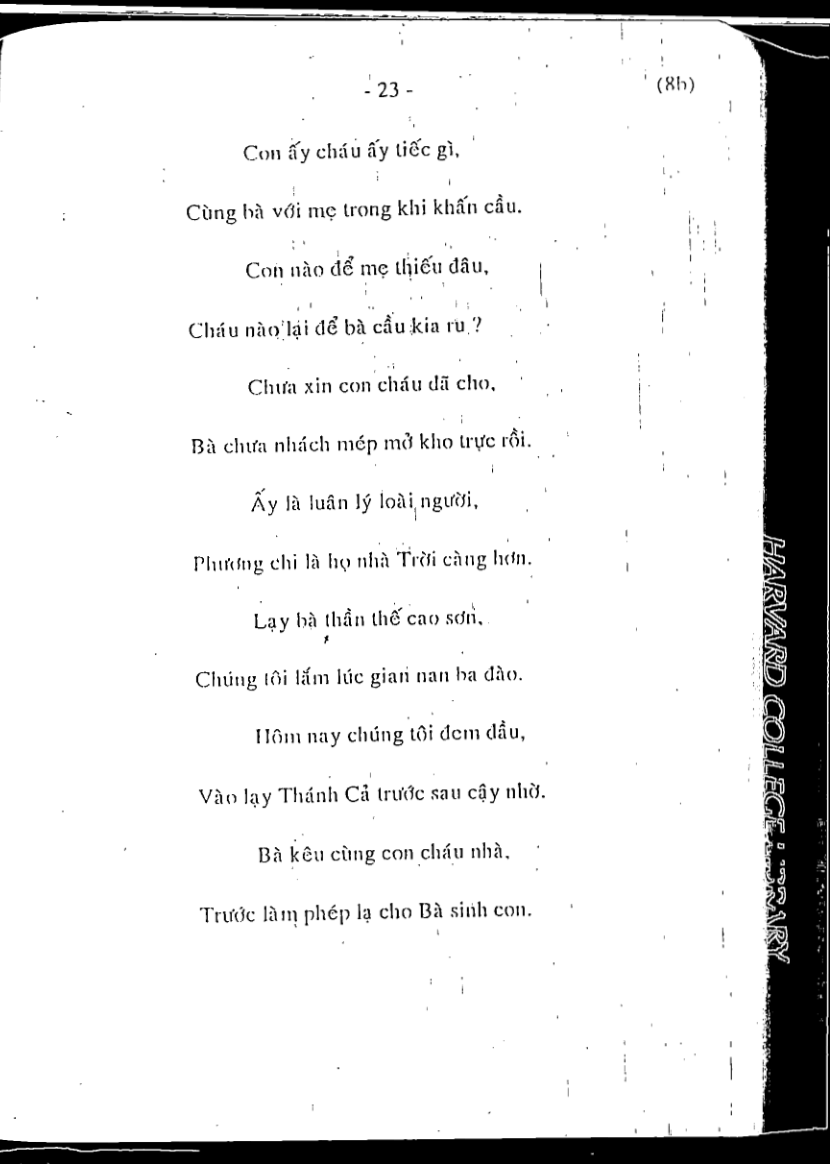 - 23 -
(8b)
Con ấy cháu ấy tiếc gì,
Cùng bà với mẹ trong khi khấn cầu.
Con nào để mẹ thiếu đâu,
Cháu nào lại để bà cầu kia ru ?
Chưa xin con cháu đã cho,
Bà chưa nhách mép mở kho trực rồi.
Ấy là luân lý loài người,
Phương chi là họ nhà Trời càng hơn.
Lạy bà thần thế cao sơn,
Chúng tôi lắm lúc gian nan ba đào.
Hôm nay chúng tôi đem đầu,
Vào lạy Thánh Cả trước sau cậy nhờ.
Bà kêu cùng con cháu nhà,
Trước làm phép lạ cho Bà sinh con.
HARVARD COLLEGE LIBRARY